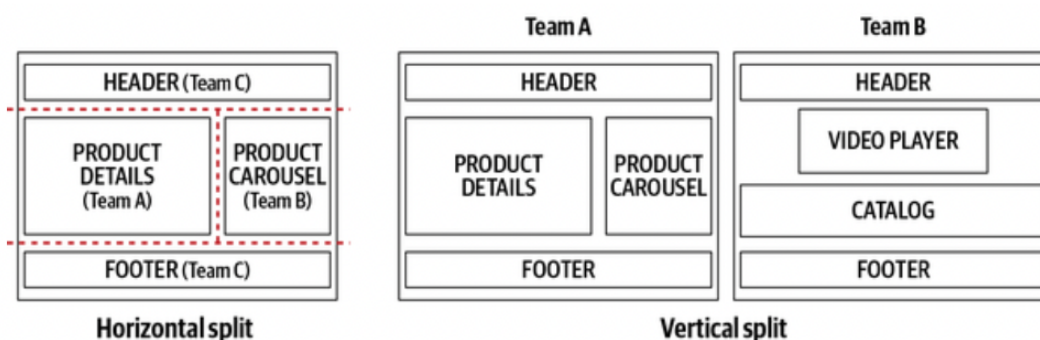 Team A
Team B
HEADER (Team C)
PRODUCT
DETAILS
(Team A)
PRODUCT
CAROUSEL
(Team B)
FOOTER (Team C)
Horizontal split
HEADER
PRODUCT
DETAILS
PRODUCT
CAROUSEL
FOOTER
HEADER
VIDEO PLAYER
CATALOG
FOOTER
Vertical split